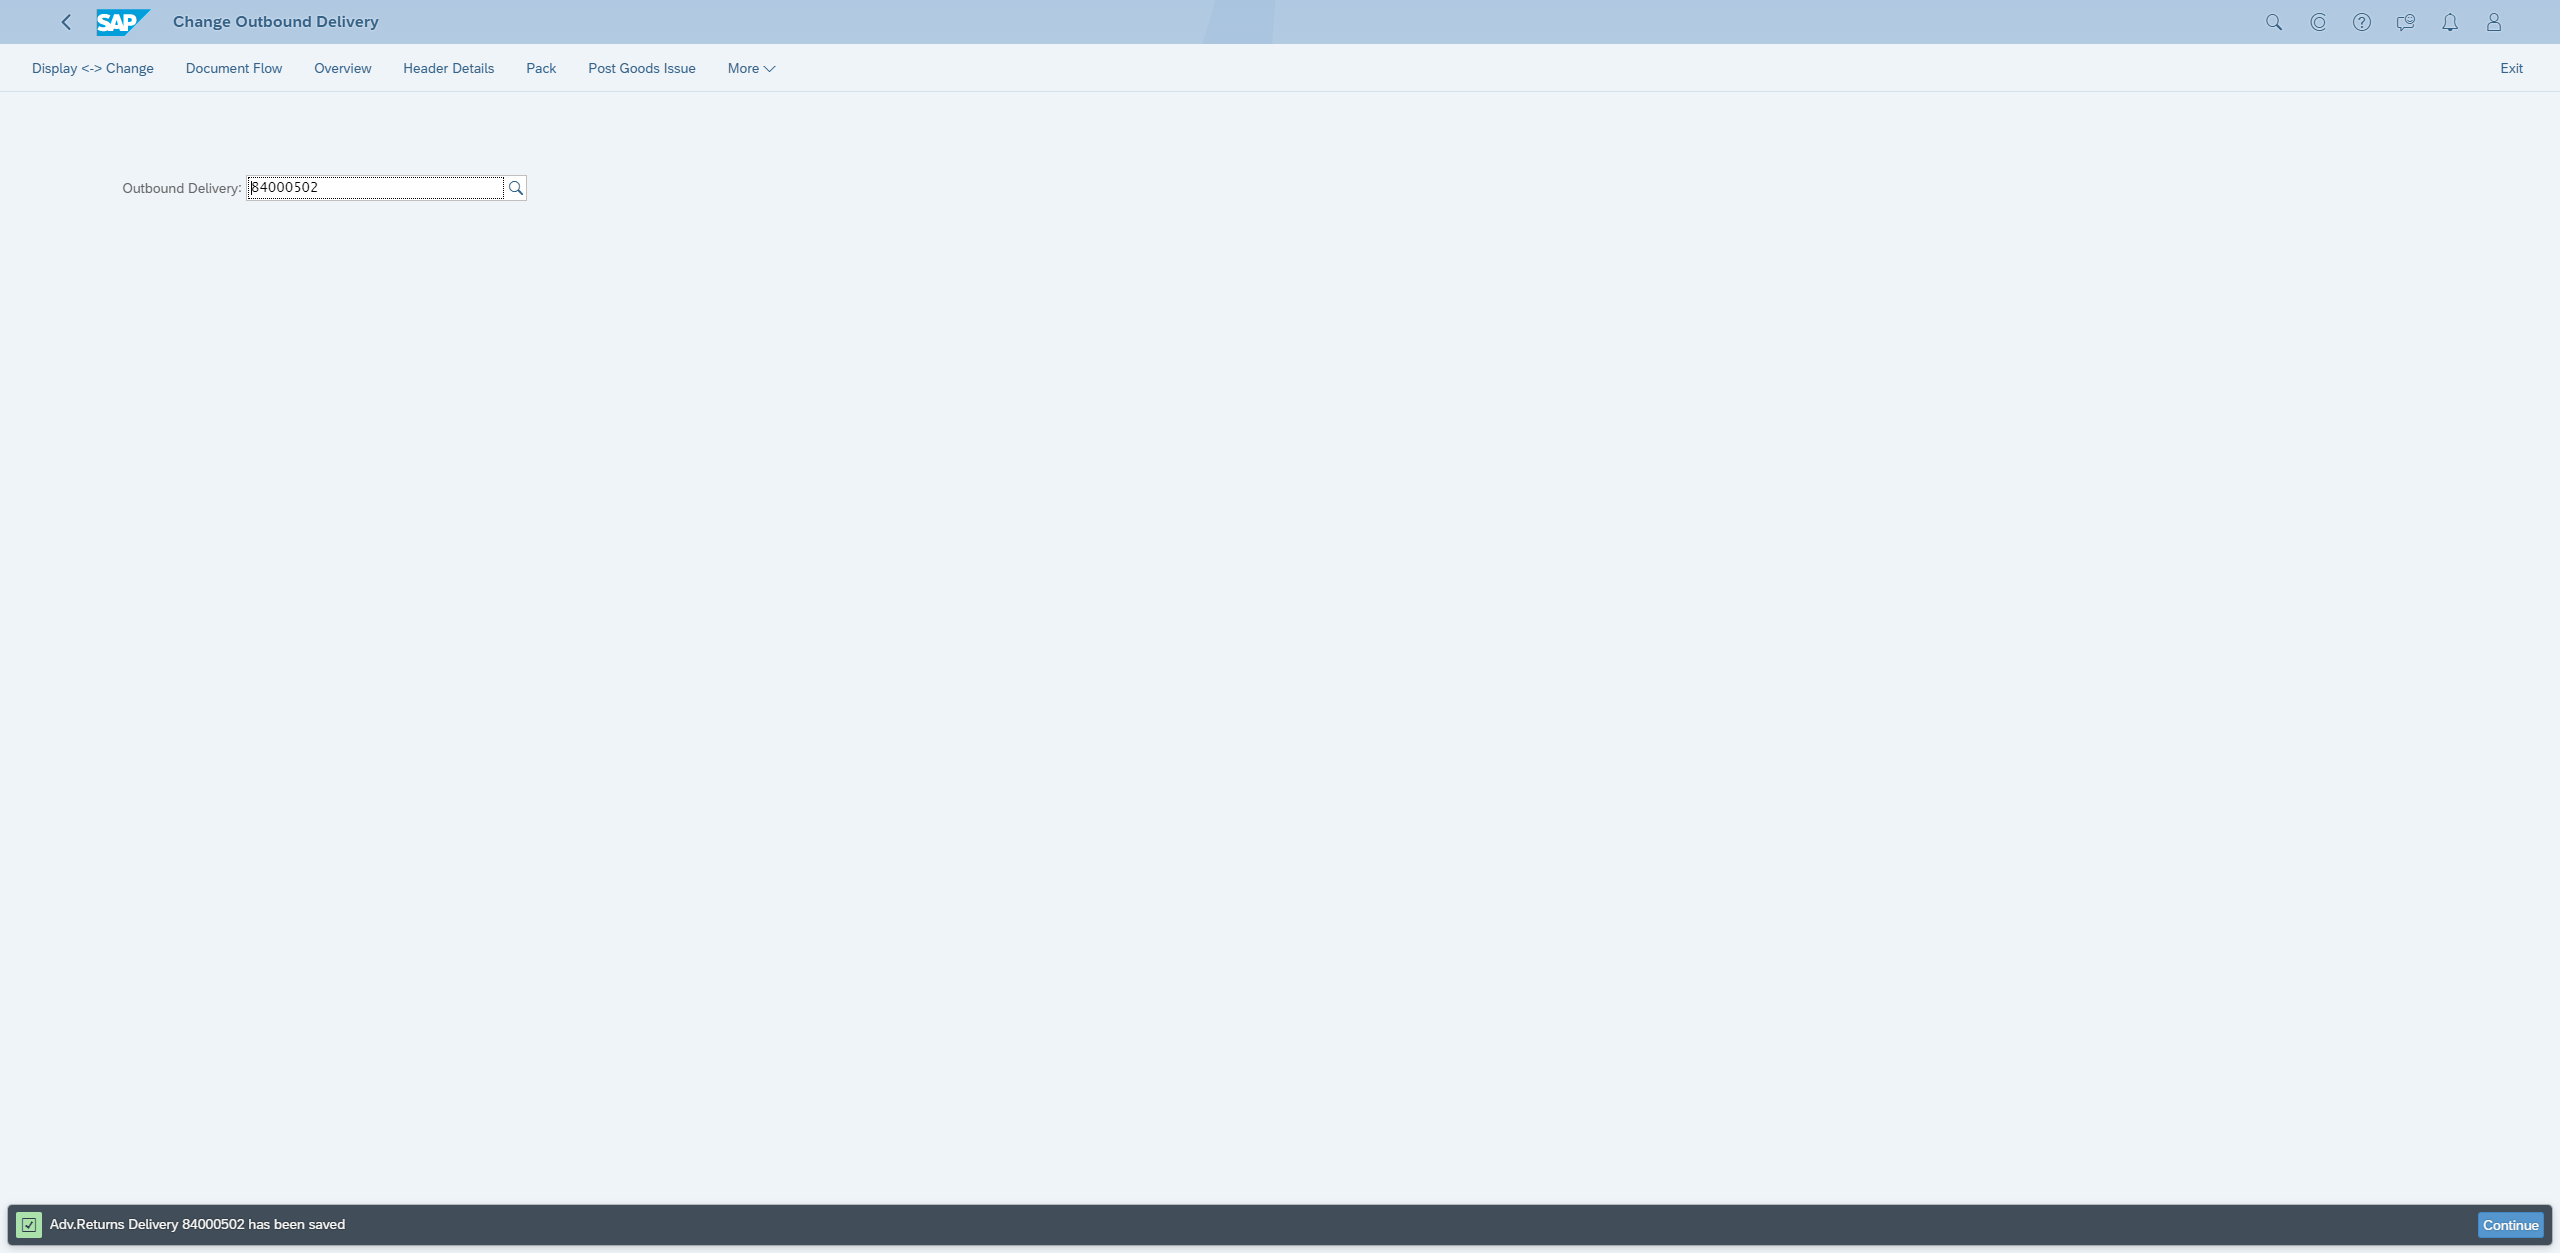 SAP Change Outbound Delivery
Display <-> Change Document Flow Overview Header Details Pack Post Goods Issue More Exit
Outbound Delivery: 84000502
Adv.Returns Delivery 84000502 has been saved Continue